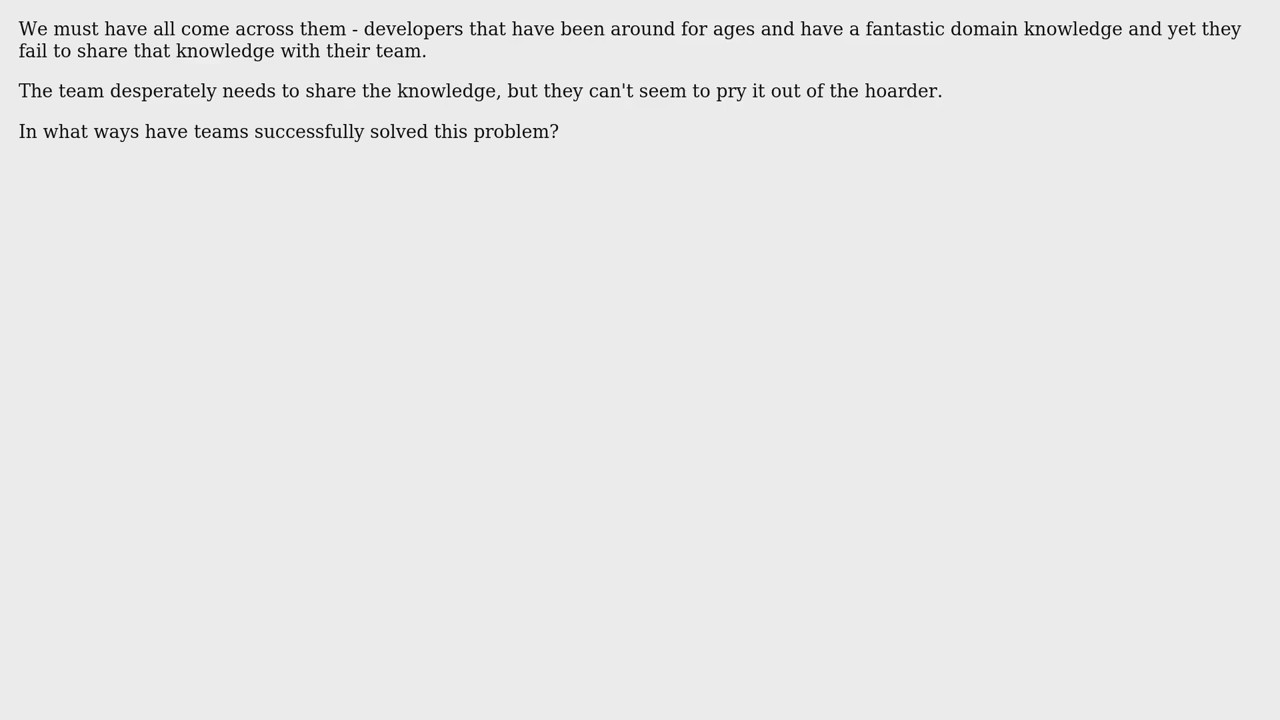 We must have all come across them - developers that have been around for ages and have a fantastic domain knowledge and yet they
fail to share that knowledge with their team.
The team desperately needs to share the knowledge, but they can't seem to pry it out of the hoarder.
In what ways have teams successfully solved this problem?